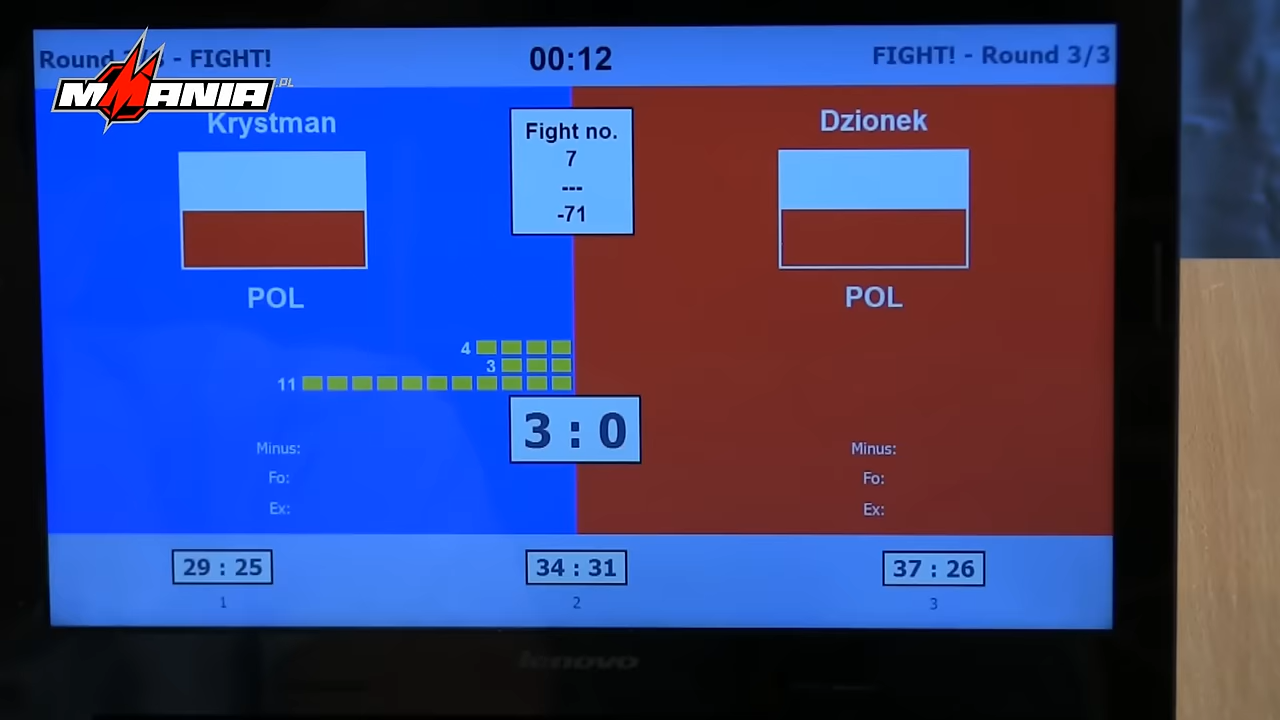 Round
- FIGHT!
00:12
FIGHT! - Round 3/3
MMANIA.PL
Krystman
Fight no.
7
---
-71
Dzionek
POL
POL
4
3
11
3 : 0
Minus:
Fo:
Ex:
Minus:
Fo:
Ex:
29 : 25
34 : 31
37 : 26
1
2
3
lenovo